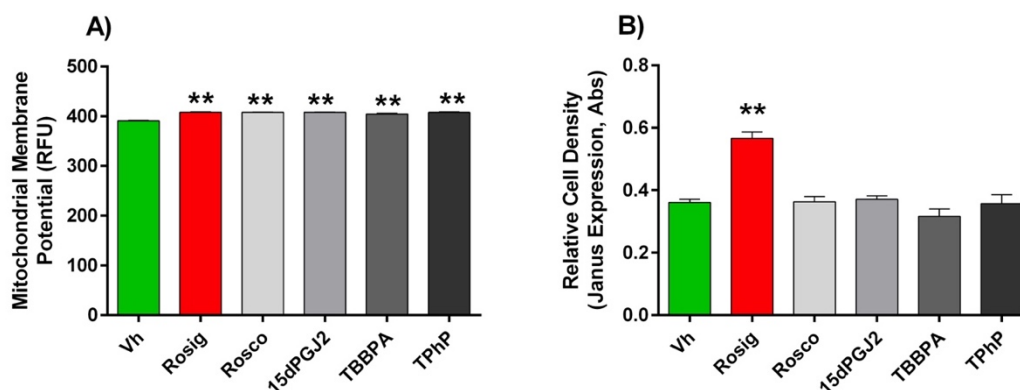 A)
Mitochondrial Membrane
Potential (RFU)
500
400
300
200
100
0
** ** ** ** **
Vh Rosig Rosco 15dPGJ2 TBBPA TPhP
B)
Relative Cell Density
(Janus Expression, Abs)
0.8
0.6
0.4
0.2
0.0
**
Vh Rosig Rosco 15dPGJ2 TBBPA TPhP